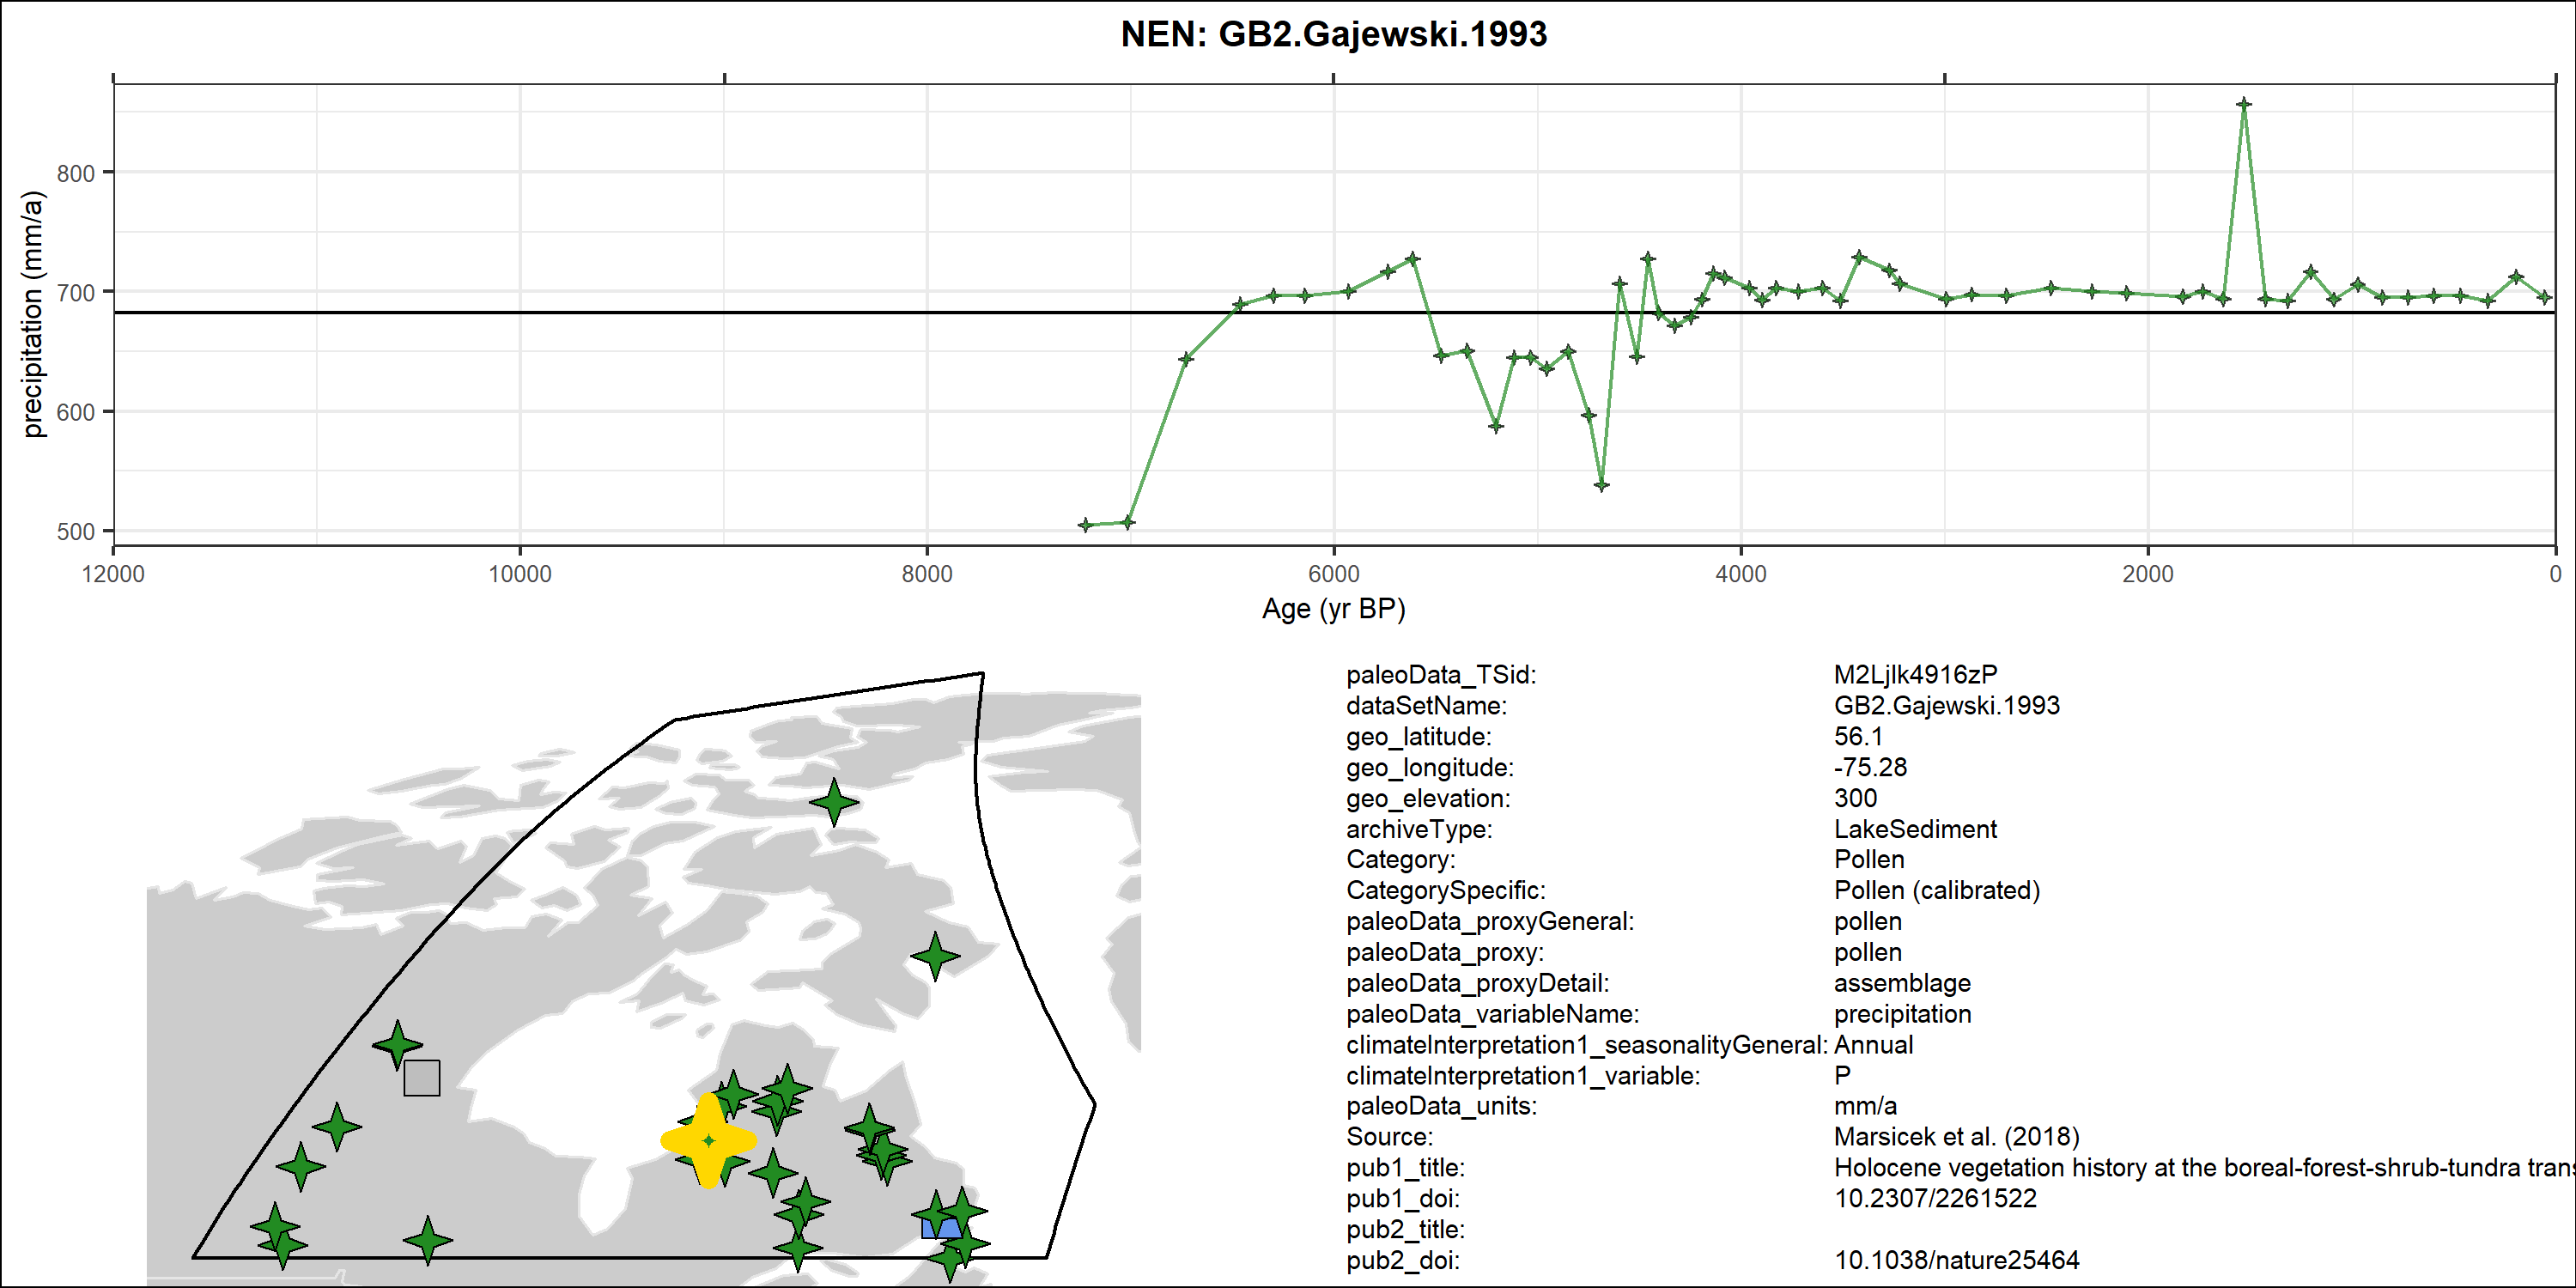 NEN: GB2.Gajewski.1993
precipitation (mm/a)
800
700
600
500
12000 10000 8000 6000 4000 2000 0
Age (yr BP)
paleoData_TSid: M2Ljlk4916zP
dataSetName: GB2.Gajewski.1993
geo_latitude: 56.1
geo_longitude: -75.28
geo_elevation: 300
archiveType: LakeSediment
Category: Pollen
CategorySpecific: Pollen (calibrated)
paleoData_proxyGeneral: pollen
paleoData_proxy: pollen
paleoData_proxyDetail: assemblage
paleoData_variableName: precipitation
climateInterpretation1_seasonalityGeneral: Annual
climateInterpretation1_variable: P
paleoData_units: mm/a
Source: Marsicek et al. (2018)
pub1_title: Holocene vegetation history at the boreal-forest-shrub-tundra trans
pub1_doi: 10.2307/2261522
pub2_title:
pub2_doi: 10.1038/nature25464